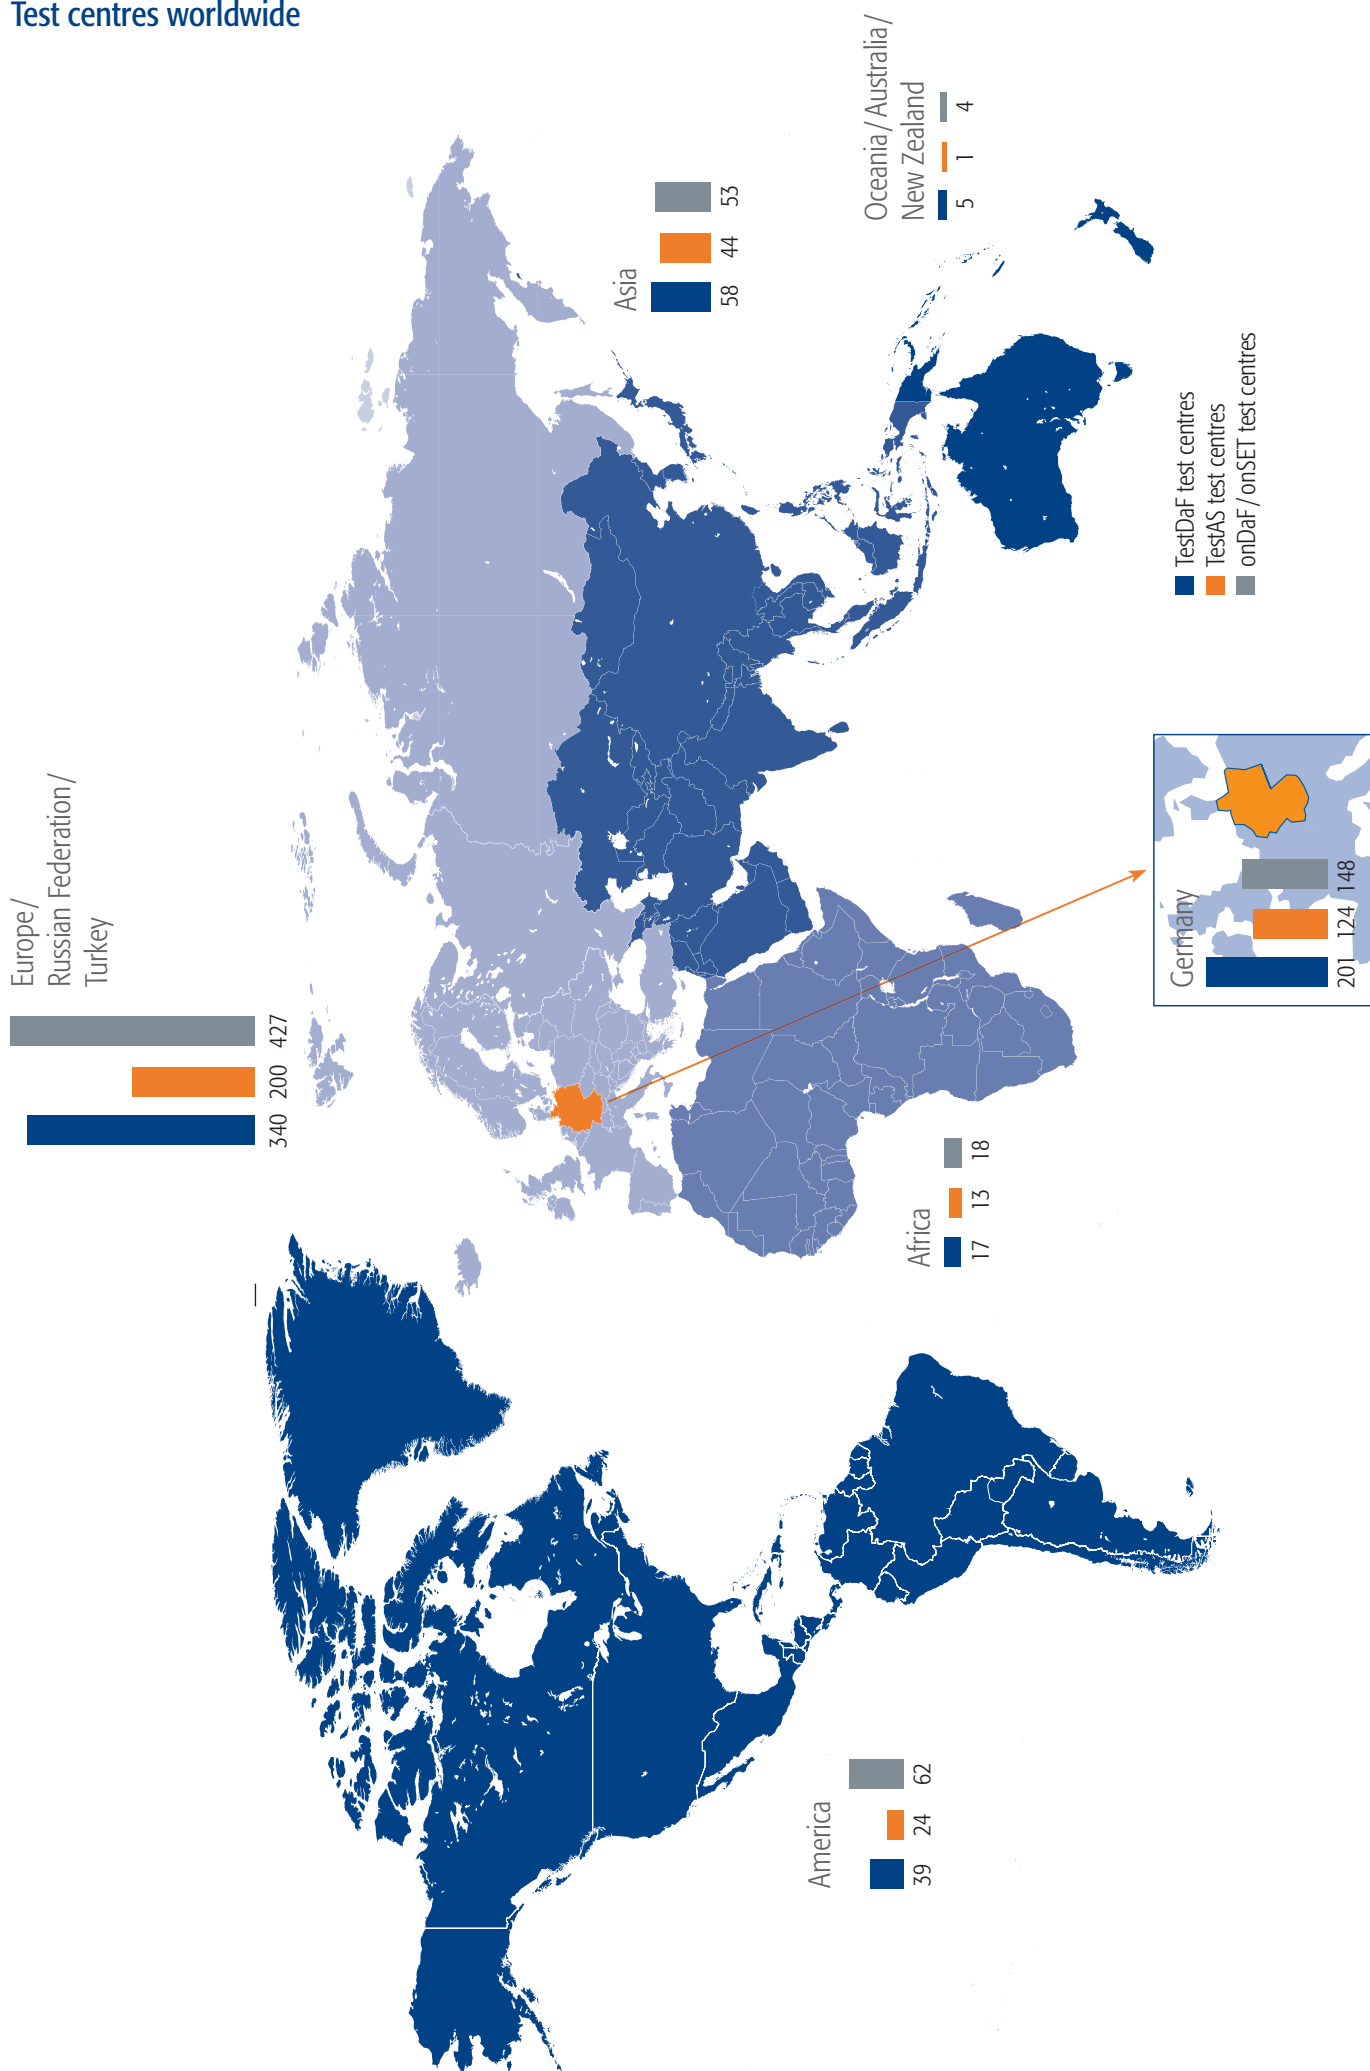 Test centres worldwide
Europe/
Russian Federation/
Turkey
340 200 427
Asia
58 44 53
Oceania/Australia/
New Zealand
5 1 4
America
39 24 62
Africa
17 13 18
Germany
201 124 148
TestDaF test centres
TestAS test centres
onDaF/onSET test centres